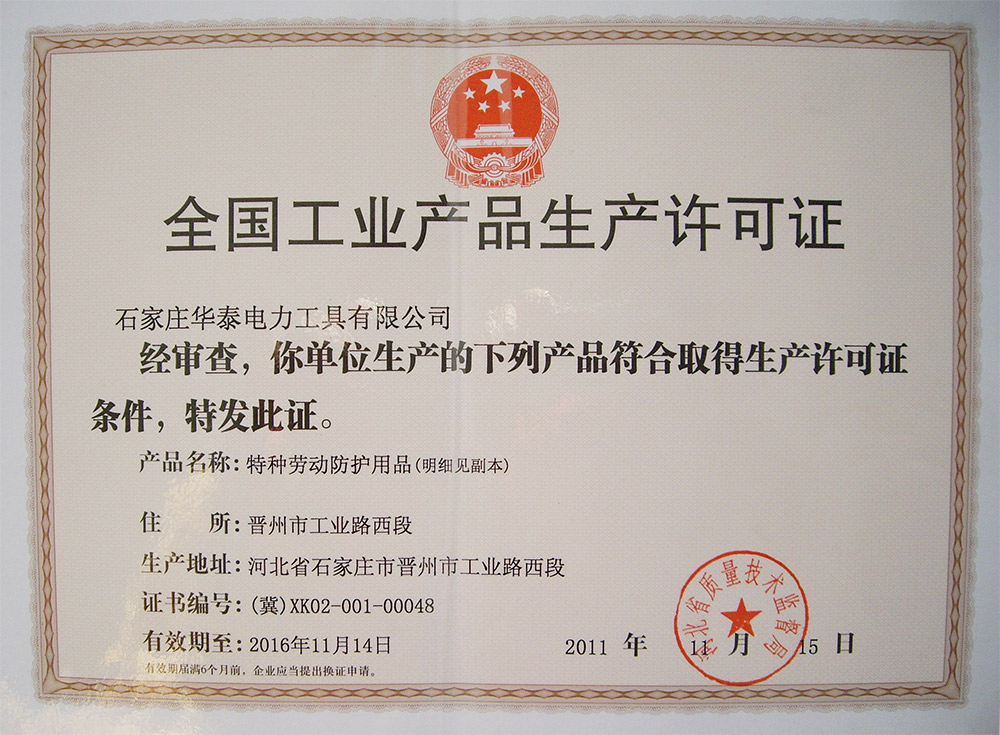 全国工业产品生产许可证
石家庄华泰电力工具有限公司
经审查，你单位生产的下列产品符合取得生产许可证
条件，特发此证。
产品名称：特种劳动防护用品(明细见副本)
住 所：晋州市工业路西段
生产地址：河北省石家庄市晋州市工业路西段
证书编号：(冀)XK02-001-00048
有效期至：2016年11月14日
2011 年 11 月 15 日
河北省质量技术监督局
有效期届满6个月前，企业应当提出换证申请。